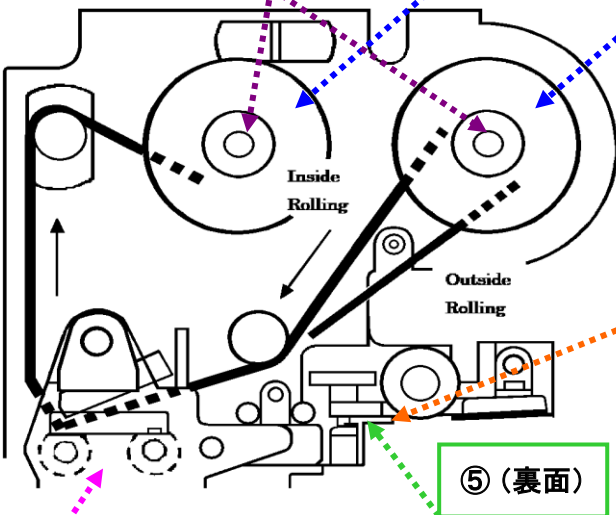 Inside
Rolling
Outside
Rolling
⑤（裏面）